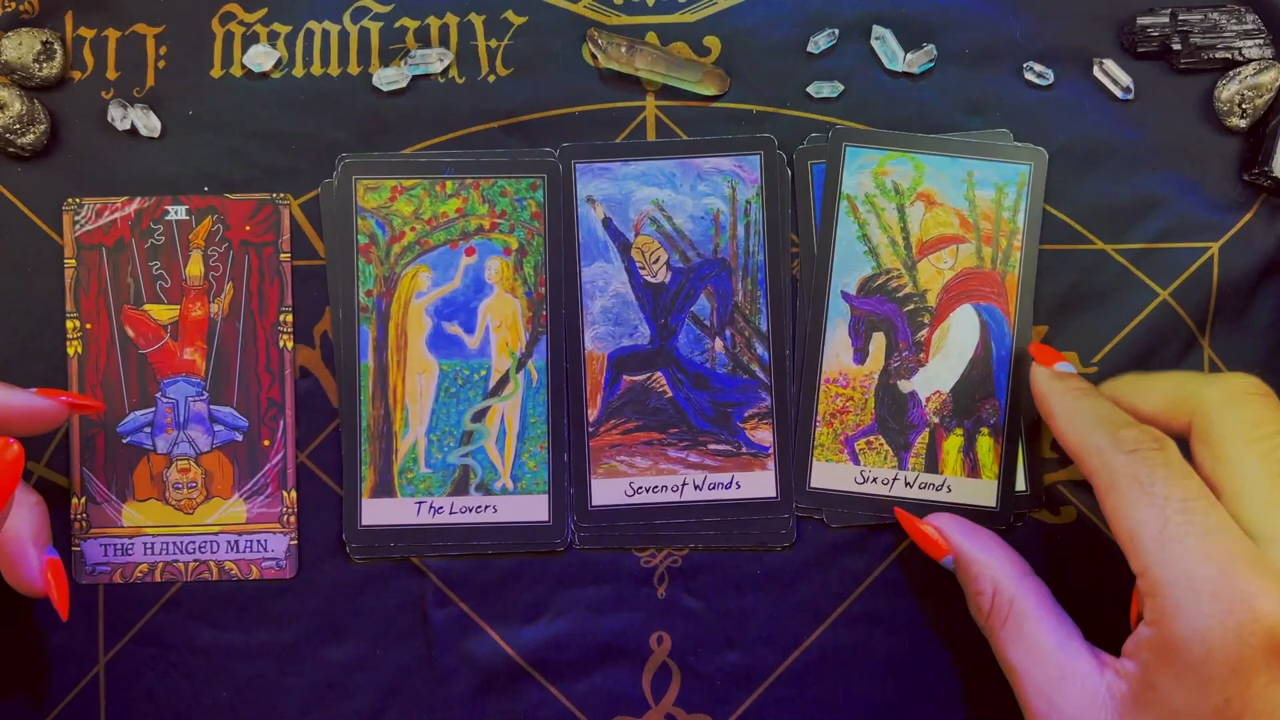 XII
THE HANGED MAN.
The Lovers
Seven of Wands
Six of Wands